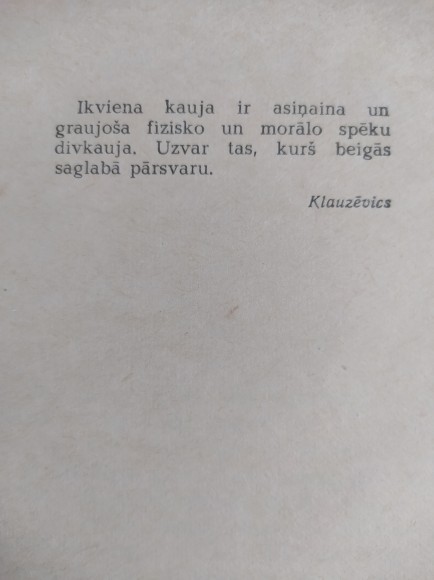 Ikviena kauja ir asiņaina un
graujoša fizisko un morālo spēku
divkauja. Uzvar tas, kurš beigās
saglabā pārsvaru.
Klauzēvics